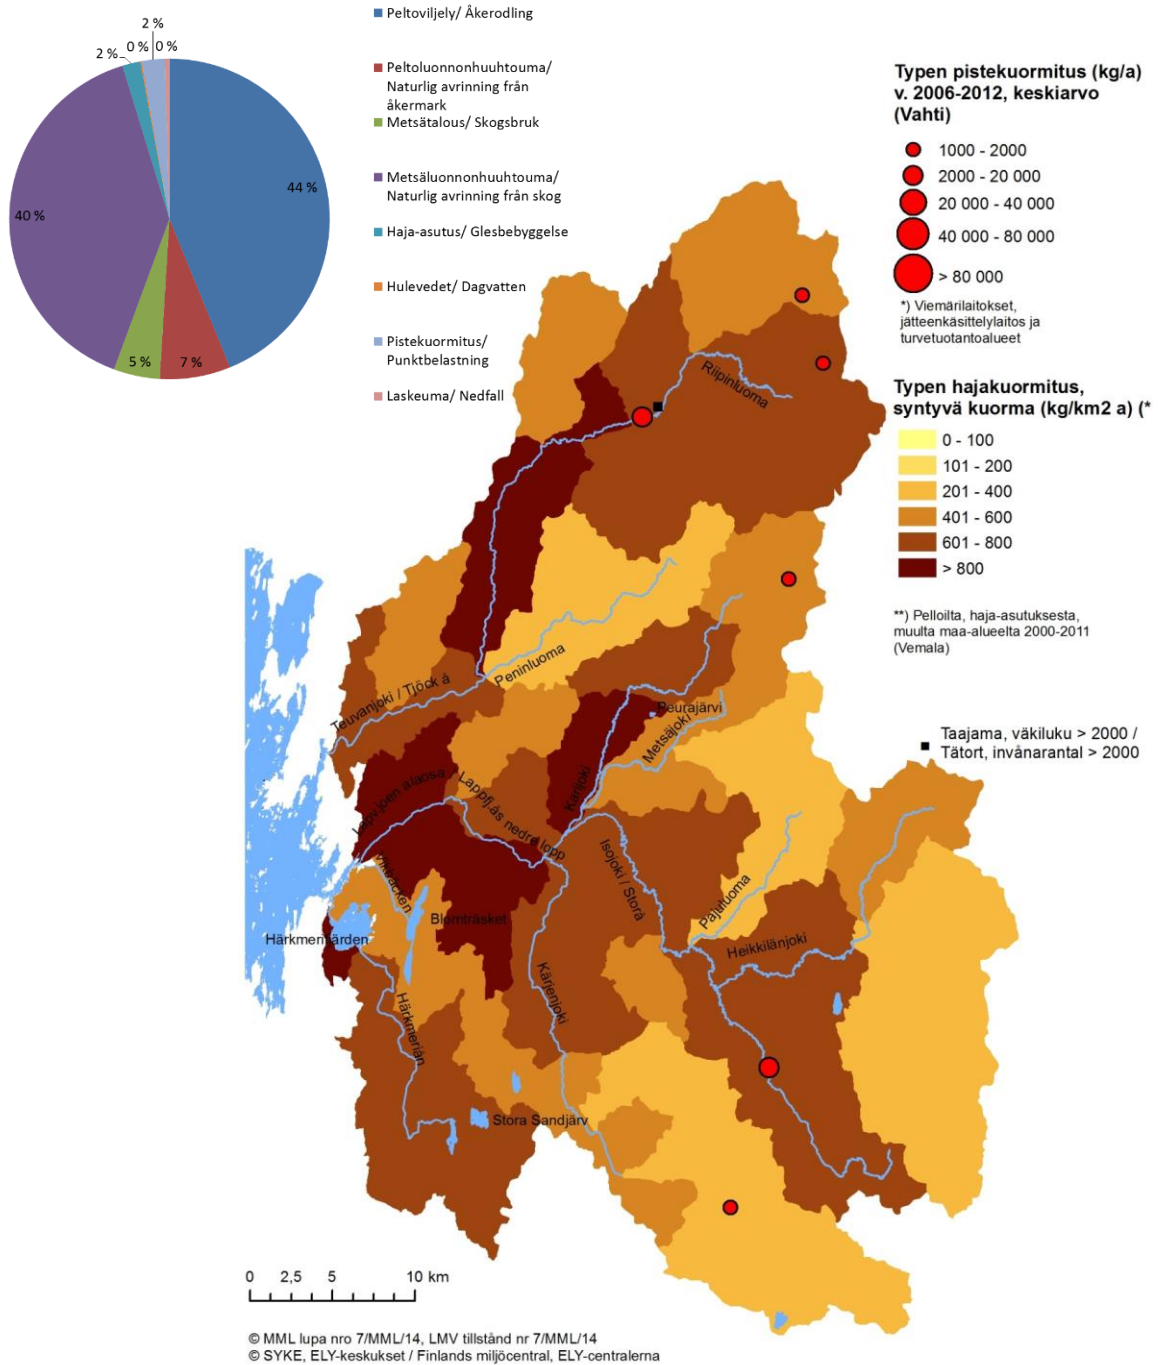 2 %
2 %
0 %
0 %
44 %
40 %
5 %
7 %
Peltoviljely/ Åkerodling
Peltoluonnonhuuhtouma/
Naturlig avrinning från
åkermark
Metsätalous/ Skogsbruk
Metsäluonnonhuuhtouma/
Naturlig avrinning från skog
Haja-asutus/ Glesbebyggelse
Hulevedet/ Dagvatten
Pistekuormitus/
Punktbelastning
Laskeuma/ Nedfall
Typen pistekuormitus (kg/a)
v. 2006-2012, keskiarvo
(Vahti)
1000 - 2000
2000 - 20 000
20 000 - 40 000
40 000 - 80 000
> 80 000
*) Viemärilaitokset,
jätteenkäsittelylaitos ja
turvetuotantoalueet
Typen hajakuormitus,
syntyvä kuorma (kg/km2 a) (*
0 - 100
101 - 200
201 - 400
401 - 600
601 - 800
> 800
**) Pelloilta, haja-asutuksesta,
muulta maa-alueelta 2000-2011
(Vemala)
Taajama, väkiluku > 2000 /
Tätort, invånarantal > 2000
Riipinluoma
Peninluoma
Teuvanjoki / Tjöck å
Peurajärvi
Metsäjoki
Karijoki
Lapv.joen alaosa / Lappfj.ås nedre lopp
Isojoki / Storå
Vikbäcken
Pajuluoma
Blomträsket
Härkmerifjärden
Heikkilänjoki
Kärjenjoki
Härkmeriån
Stora Sandjärv
0 2,5 5 10 km
© MML lupa nro 7/MML/14, LMV tillstånd nr 7/MML/14
© SYKE, ELY-keskukset / Finlands miljöcentral, ELY-centralerna